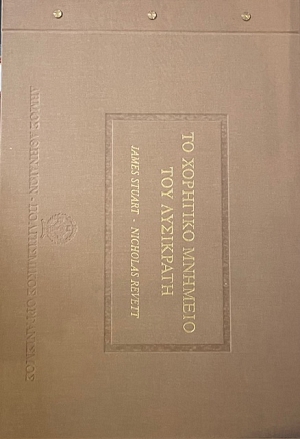 ΤΟ ΧΟΡΗΓΙΚΟ ΜΝΗΜΕΙΟ
ΤΟΥ ΛΥΣΙΚΡΑΤΗ
JAMES STUART - NICHOLAS REVETT
ΔΗΜΟΣ ΑΘΗΝΑΙΩΝ - ΠΟΛΙΤΙΣΜΙΚΟΣ ΟΡΓΑΝΙΣΜΟΣ